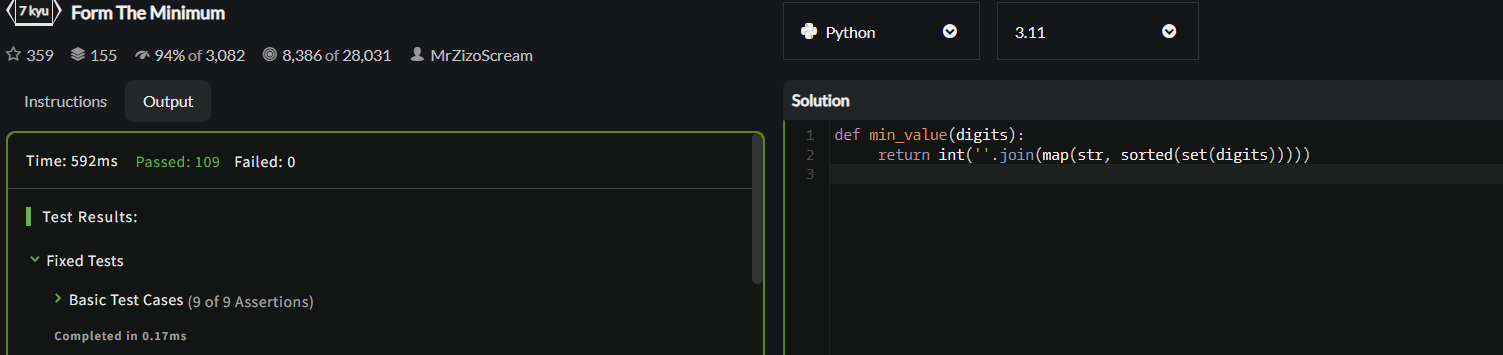 7 kyu Form The Minimum
359 155 94% of 3,082 8,386 of 28,031 MrZizoScream
Instructions Output
Time: 592ms Passed: 109 Failed: 0
Test Results:
Fixed Tests
Basic Test Cases (9 of 9 Assertions)
Completed in 0.17ms
Python 3.11
Solution
1 def min_value(digits):
2 return int(''.join(map(str, sorted(set(digits)))))
3